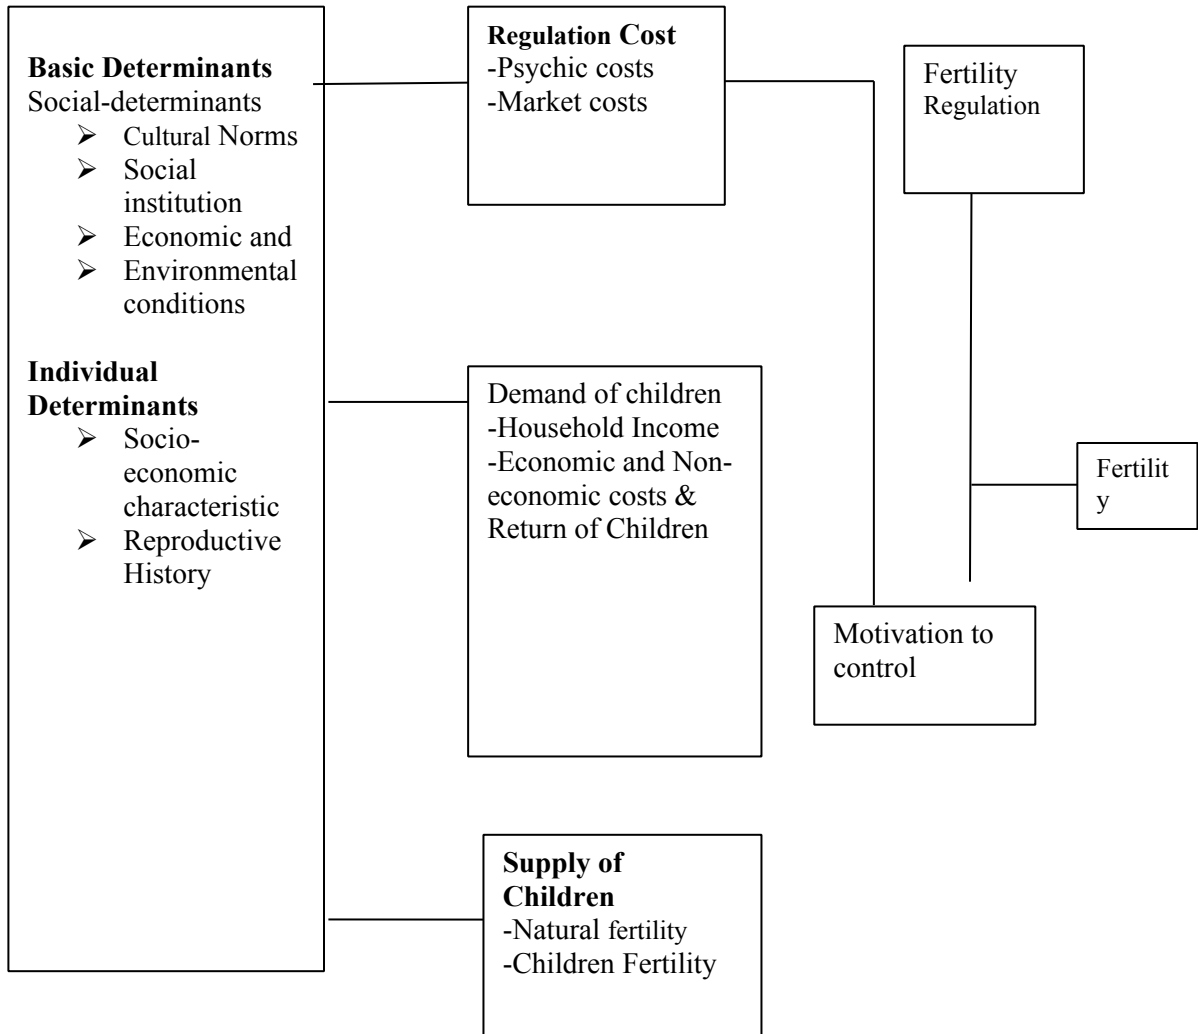 Basic Determinants
Social-determinants
➢ Cultural Norms
➢ Social
institution
➢ Economic and
➢ Environmental
conditions
Individual
Determinants
➢ Socio-
economic
characteristic
➢ Reproductive
History
Regulation Cost
-Psychic costs
-Market costs
Demand of children
-Household Income
-Economic and Non-
economic costs &
Return of Children
Supply of
Children
-Natural fertility
-Children Fertility
Fertility
Regulation
Motivation to
control
Fertilit
y